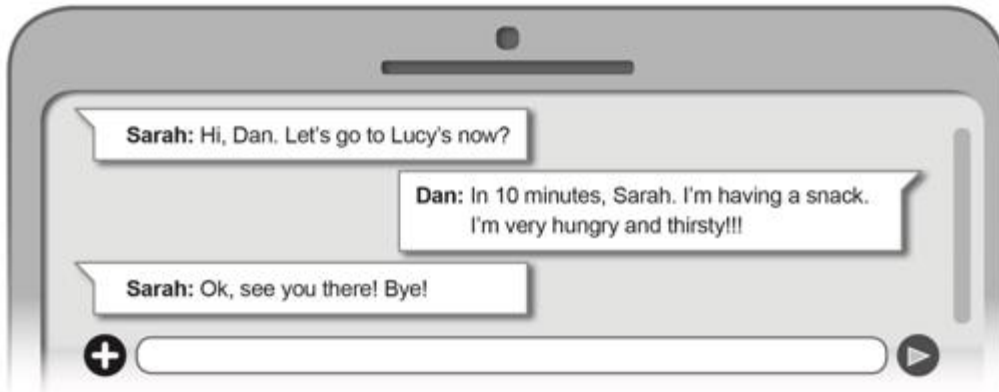 Sarah: Hi, Dan. Let's go to Lucy's now?
Dan: In 10 minutes, Sarah. I'm having a snack.
I'm very hungry and thirsty!!!
Sarah: Ok, see you there! Bye!